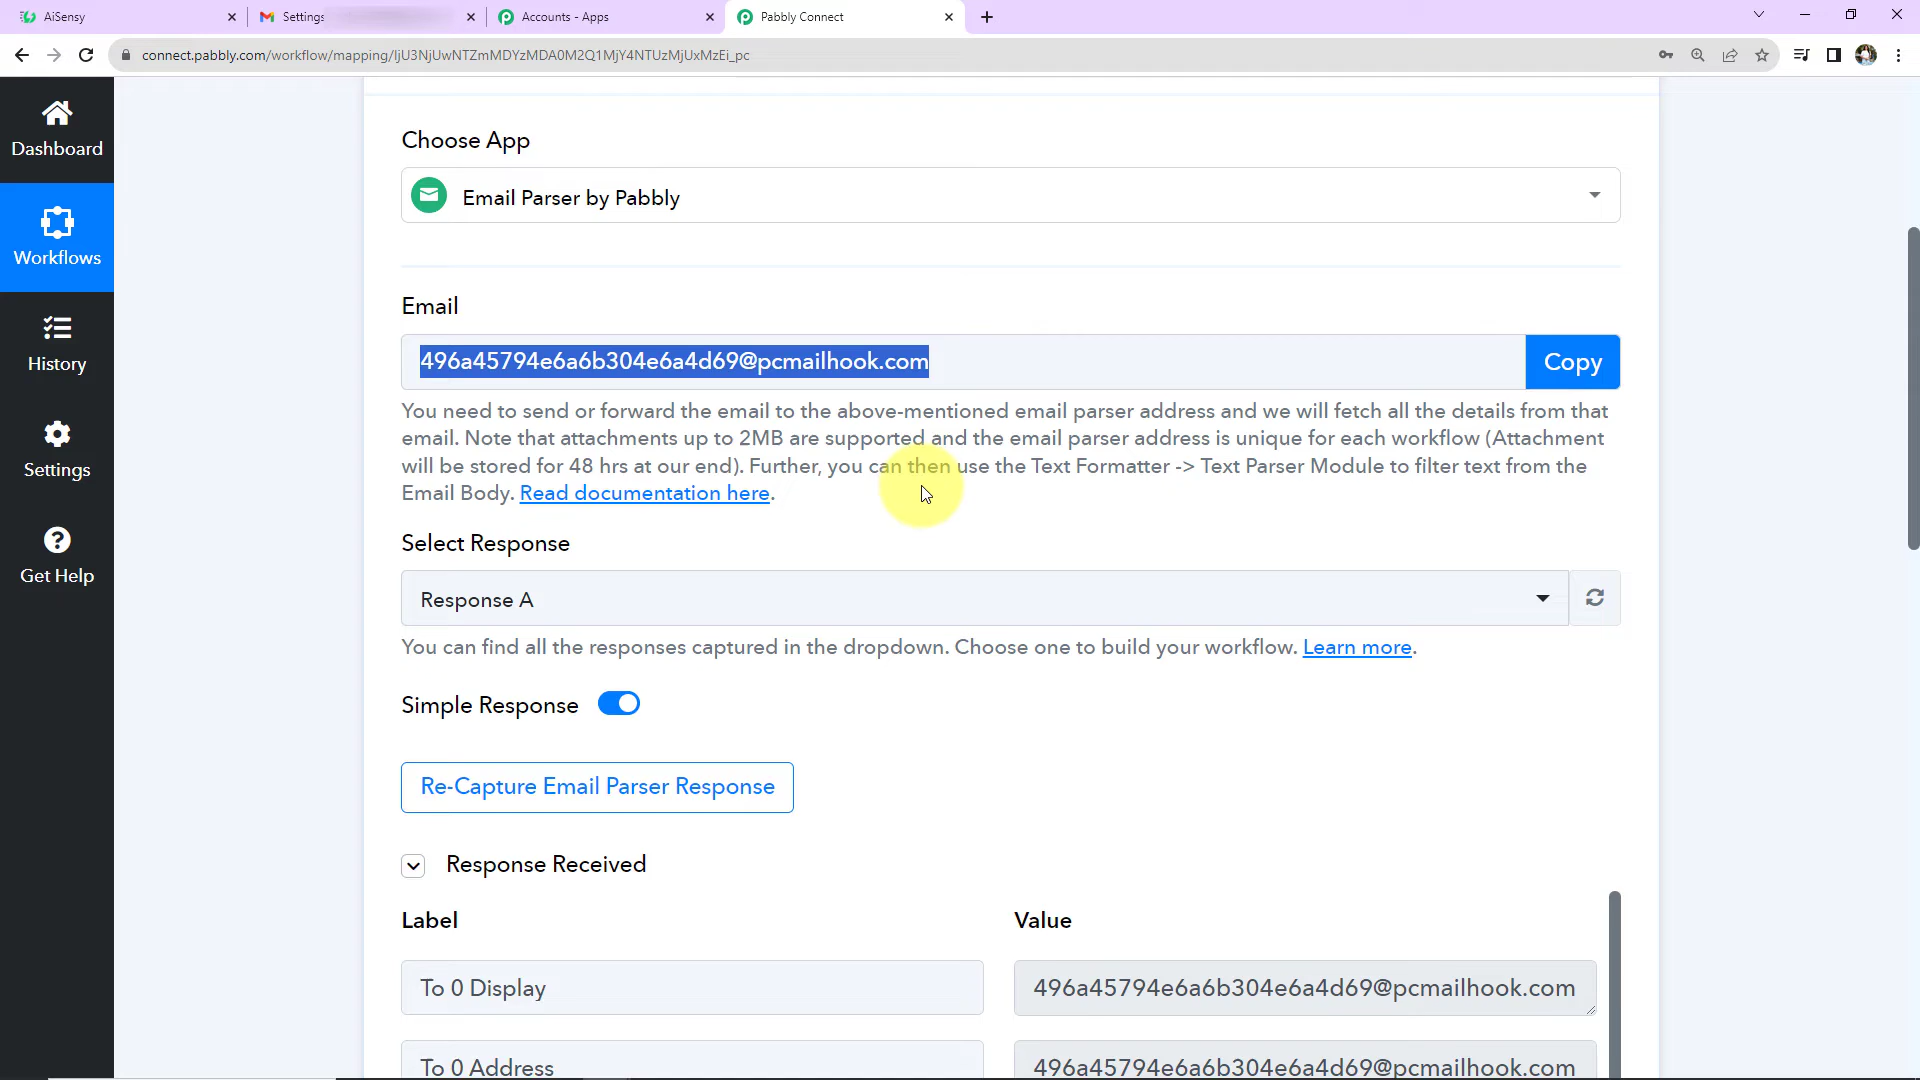 AiSensy
Settings
Accounts - Apps
Pabbly Connect
connect.pabbly.com/workflow/mapping/IjU3NjUwNTZmMDYzMDA0M2Q1MjY4NTUzMjUxMzEi_pc
Dashboard
Workflows
History
Settings
Get Help
Choose App
Email Parser by Pabbly
Email
496a45794e6a6b304e6a4d69@pcmailhook.com
Copy
You need to send or forward the email to the above-mentioned email parser address and we will fetch all the details from that
email. Note that attachments up to 2MB are supported and the email parser address is unique for each workflow (Attachment
will be stored for 48 hrs at our end). Further, you can then use the Text Formatter -> Text Parser Module to filter text from the
Email Body. Read documentation here.
Select Response
Response A
You can find all the responses captured in the dropdown. Choose one to build your workflow. Learn more.
Simple Response
Re-Capture Email Parser Response
Response Received
Label
Value
To 0 Display
496a45794e6a6b304e6a4d69@pcmailhook.com
To 0 Address
496a45794e6a6b304e6a4d69@pcmailhook.com